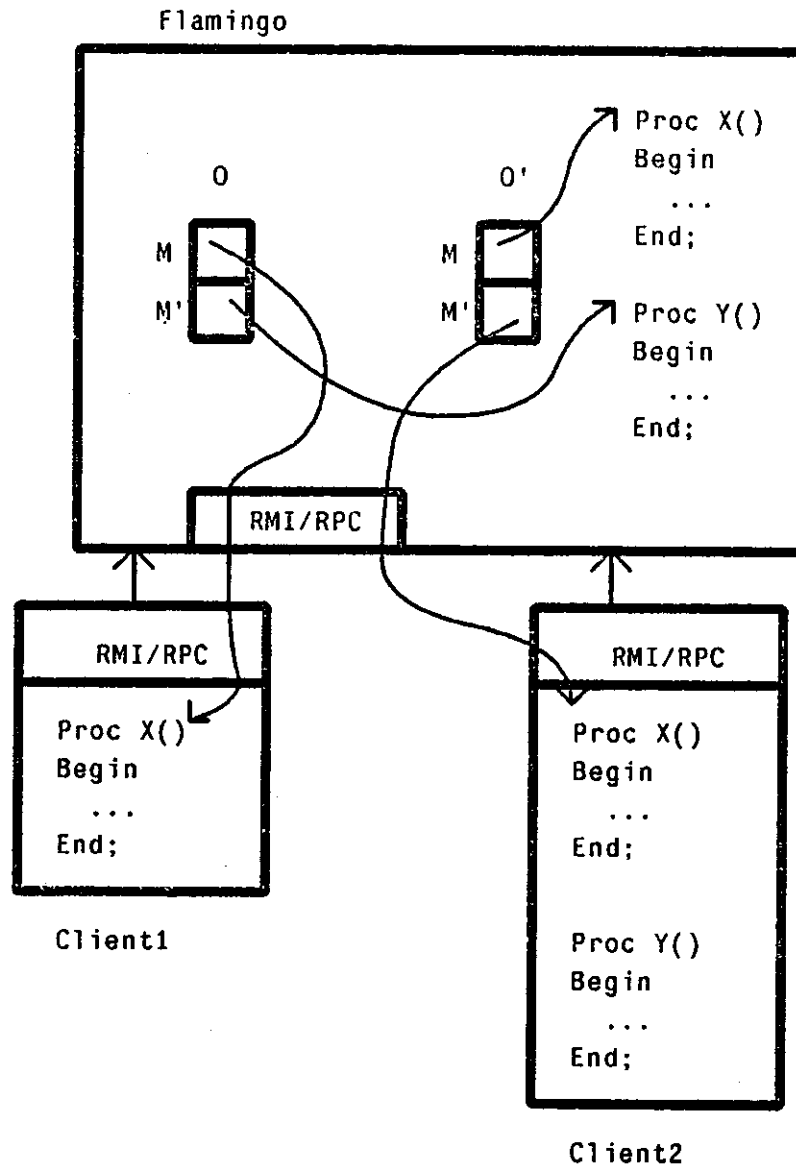 Flamingo
O
M
M'
O'
M
M'
Proc X()
Begin
...
End;
Proc Y()
Begin
...
End;
RMI/RPC
RMI/RPC
Proc X()
Begin
...
End;
Client1
RMI/RPC
Proc X()
Begin
...
End;
Proc Y()
Begin
...
End;
Client2